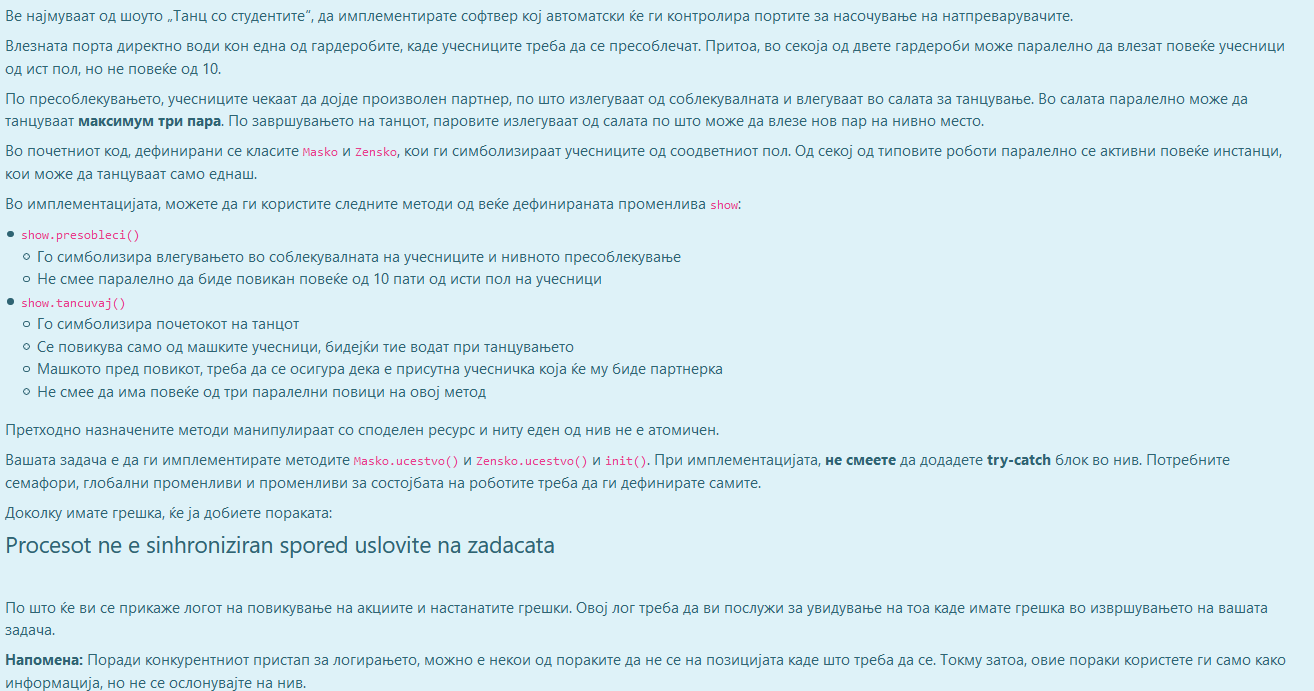 Ве најмуваат од шоуто „Танц со студентите“, да имплементирате софтвер кој автоматски ќе ги контролира портите за насочување на натпреварувачите.
Влезната порта директно води кон една од гардеробите, каде учесниците треба да се пресоблечат. Притоа, во секоја од двете гардероби може паралелно да влезат повеќе учесници
од ист пол, но не повеќе од 10.
По пресоблекувањето, учесниците чекаат да дојде произволен партнер, по што излегуваат од соблекувалната и влегуваат во салата за танцување. Во салата паралелно може да
танцуваат максимум три пара. По завршувањето на танцот, паровите излегуваат од салата по што може да влезе нов пар на нивно место.
Во почетниот код, дефинирани се класите Masko и Zensko, кои ги симболизираат учесниците од соодветниот пол. Од секој од типовите роботи паралелно се активни повеќе инстанци,
кои може да танцуваат само еднаш.
Во имплементацијата, можете да ги користите следните методи од веќе дефинираната променлива show:
• show.presobleci()
◦ Го симболизира влегувањето во соблекувалната на учесниците и нивното пресоблекување
◦ Не смее паралелно да биде повикан повеќе од 10 пати од исти пол на учесници
• show.tancuvaj()
◦ Го симболизира почетокот на танцот
◦ Се повикува само од машките учесници, бидејќи тие водат при танцувањето
◦ Машкото пред повикот, треба да се осигура дека е присутна учесничка која ќе му биде партнерка
◦ Не смее да има повеќе од три паралелни повици на овој метод
Претходно назначените методи манипулираат со споделен ресурс и ниту еден од нив не е атомичен.
Вашата задача е да ги имплементирате методите Masko.ucestvo() и Zensko.ucestvo() и init(). При имплементацијата, не смеете да додадете try-catch блок во нив. Потребните
семафори, глобални променливи и променливи за состојбата на роботите треба да ги дефинирате самите.
Доколку имате грешка, ќе ја добиете пораката:
Procesot ne e sinhroniziran spored uslovite na zadacata
По што ќе ви се прикаже логот на повикување на акциите и настанатите грешки. Овој лог треба да ви послужи за увидување на тоа каде имате грешка во извршувањето на вашата
задача.
Напомена: Поради конкурентниот пристап за логирањето, можно е некои од пораките да не се на позицијата каде што треба да се. Токму затоа, овие пораки користете ги само како
информација, но не се ослонувајте на нив.